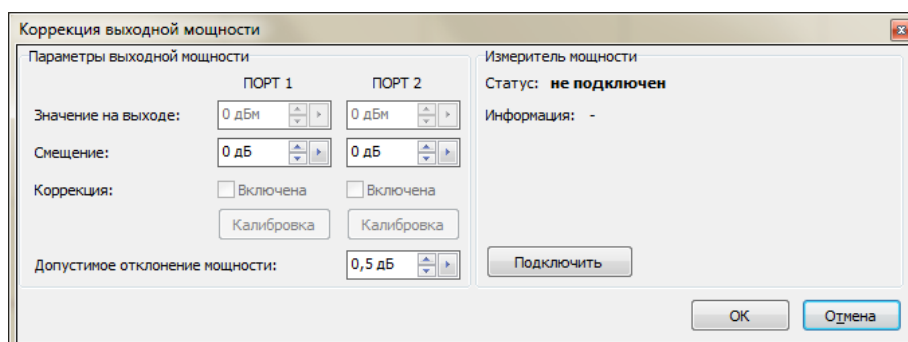 Коррекция выходной мощности
Параметры выходной мощности
ПОРТ 1 ПОРТ 2
Значение на выходе: 0 дБм 0 дБм
Смещение: 0 дБ 0 дБ
Коррекция: Включена Включена
Калибровка Калибровка
Допустимое отклонение мощности: 0,5 дБ
Измеритель мощности
Статус: не подключен
Информация: -
Подключить
ОК Отмена